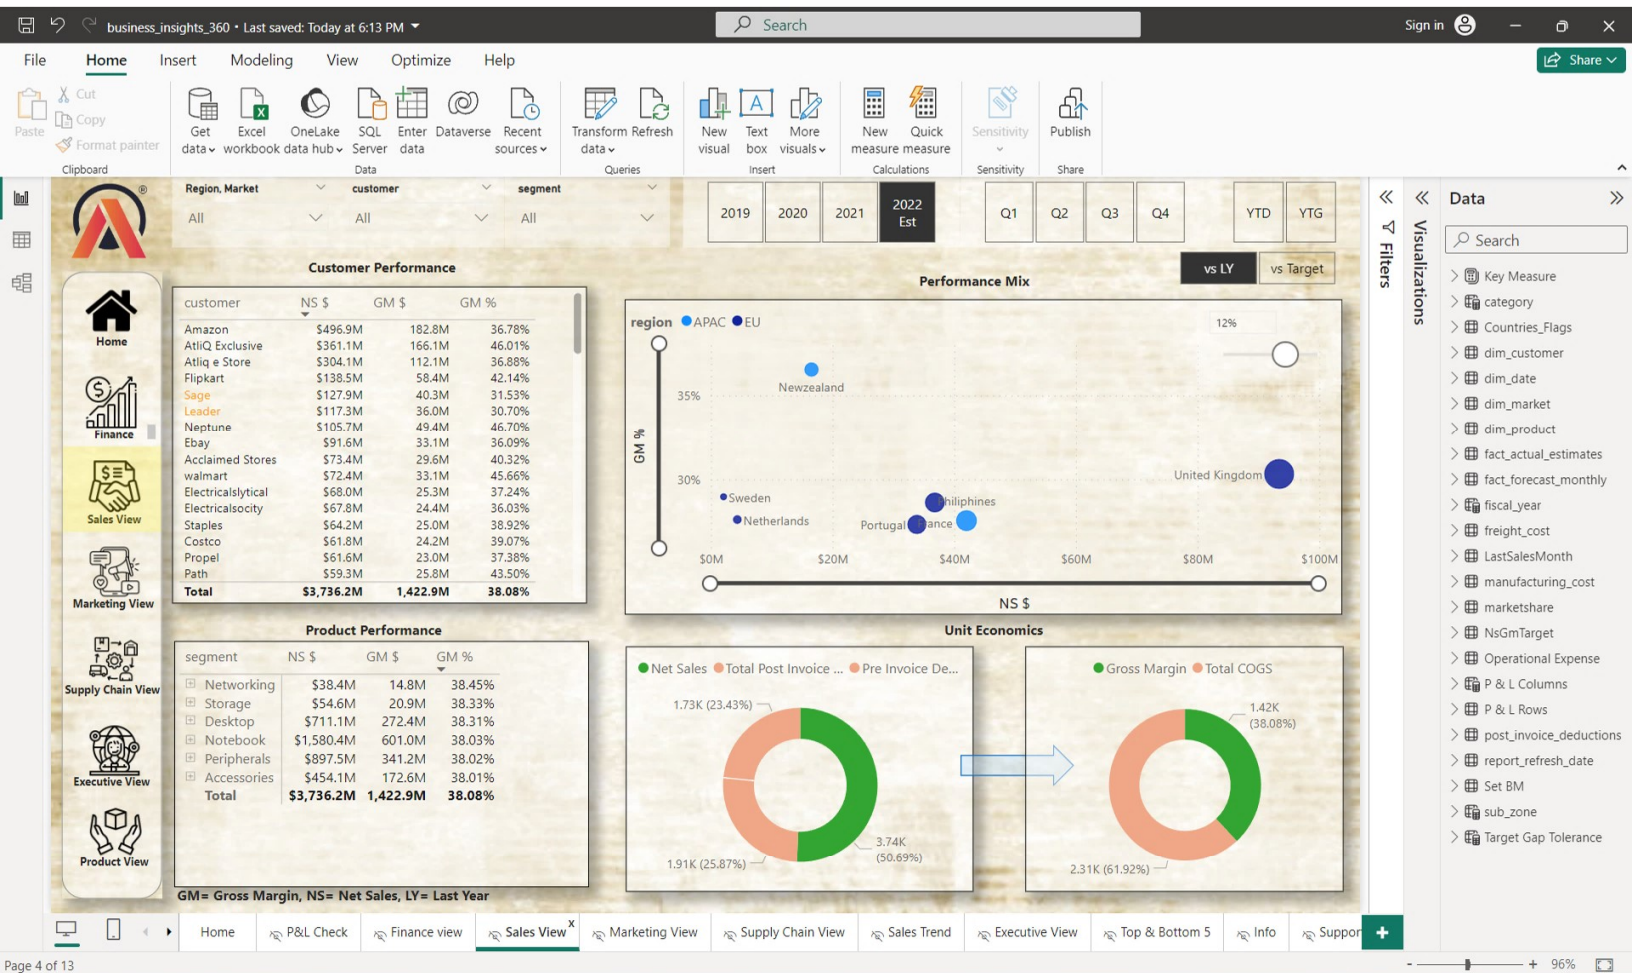 business_insights_360 • Last saved: Today at 6:13 PM
Search
Sign in
File Home Insert Modeling View Optimize Help
Share
Paste
Cut
Copy
Format painter
Clipboard
Get data
Excel workbook
OneLake data hub
SQL Server
Enter data
Dataverse
Recent sources
Data
Transform data
Refresh
Queries
New visual
Text box
More visuals
Insert
New measure
Quick measure
Calculations
Sensitivity
Sensitivity
Publish
Share
Region, Market
All
customer
All
segment
All
2019 2020 2021 2022 Est
Q1 Q2 Q3 Q4
YTD YTG
vs LY vs Target
Home
Finance
Sales View
Marketing View
Supply Chain View
Executive View
Product View
Customer Performance
customer NS $ GM $ GM %
Amazon $496.9M 182.8M 36.78%
AtliQ Exclusive $361.1M 166.1M 46.01%
Atliq e Store $304.1M 112.1M 36.88%
Flipkart $138.5M 58.4M 42.14%
Sage $127.9M 40.3M 31.53%
Leader $117.3M 36.0M 30.70%
Neptune $105.7M 49.4M 46.70%
Ebay $91.6M 33.1M 36.09%
Acclaimed Stores $73.4M 29.6M 40.32%
walmart $72.4M 33.1M 45.66%
Electricalslytical $68.0M 25.3M 37.24%
Electricalsocity $67.8M 24.4M 36.03%
Staples $64.2M 25.0M 38.92%
Costco $61.8M 24.2M 39.07%
Propel $61.6M 23.0M 37.38%
Path $59.3M 25.8M 43.50%
Total $3,736.2M 1,422.9M 38.08%
Performance Mix
region APAC EU
12%
GM %
35%
30%
Newzealand
United Kingdom
Sweden
Netherlands
Philiphines
Portugal
France
$0M $20M $40M $60M $80M $100M
NS $
Product Performance
segment NS $ GM $ GM %
Networking $38.4M 14.8M 38.45%
Storage $54.6M 20.9M 38.33%
Desktop $711.1M 272.4M 38.31%
Notebook $1,580.4M 601.0M 38.03%
Peripherals $897.5M 341.2M 38.02%
Accessories $454.1M 172.6M 38.01%
Total $3,736.2M 1,422.9M 38.08%
GM= Gross Margin, NS= Net Sales, LY= Last Year
Unit Economics
Net Sales Total Post Invoice ... Pre Invoice De...
1.73K (23.43%)
3.74K
(50.69%)
1.91K (25.87%)
Gross Margin Total COGS
1.42K
(38.08%)
2.31K (61.92%)
Filters
Visualizations
Data
Search
Key Measure
category
Countries_Flags
dim_customer
dim_date
dim_market
dim_product
fact_actual_estimates
fact_forecast_monthly
fiscal_year
freight_cost
LastSalesMonth
manufacturing_cost
marketshare
NsGmTarget
Operational Expense
P & L Columns
P & L Rows
post_invoice_deductions
report_refresh_date
Set BM
sub_zone
Target Gap Tolerance
Home P&L Check Finance view Sales View x Marketing View Supply Chain View Sales Trend Executive View Top & Bottom 5 Info Suppor +
Page 4 of 13
- + 96%